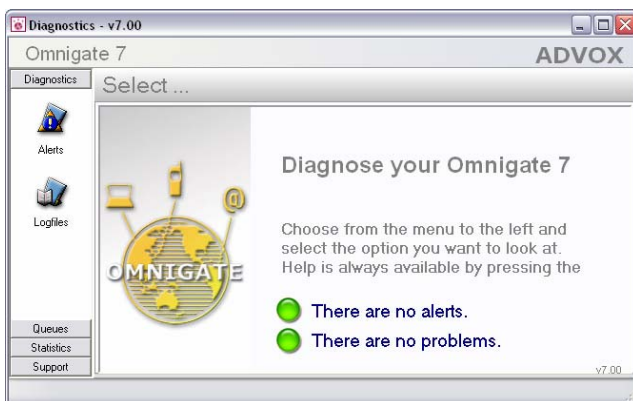 Diagnostics - v7.00
Omnigate 7
ADVOX
Diagnostics
Select ...
Alerts
Logfiles
@
OMNIGATE
Diagnose your Omnigate 7
Choose from the menu to the left and
select the option you want to look at.
Help is always available by pressing the
There are no alerts.
There are no problems.
Queues
Statistics
Support
v7.00